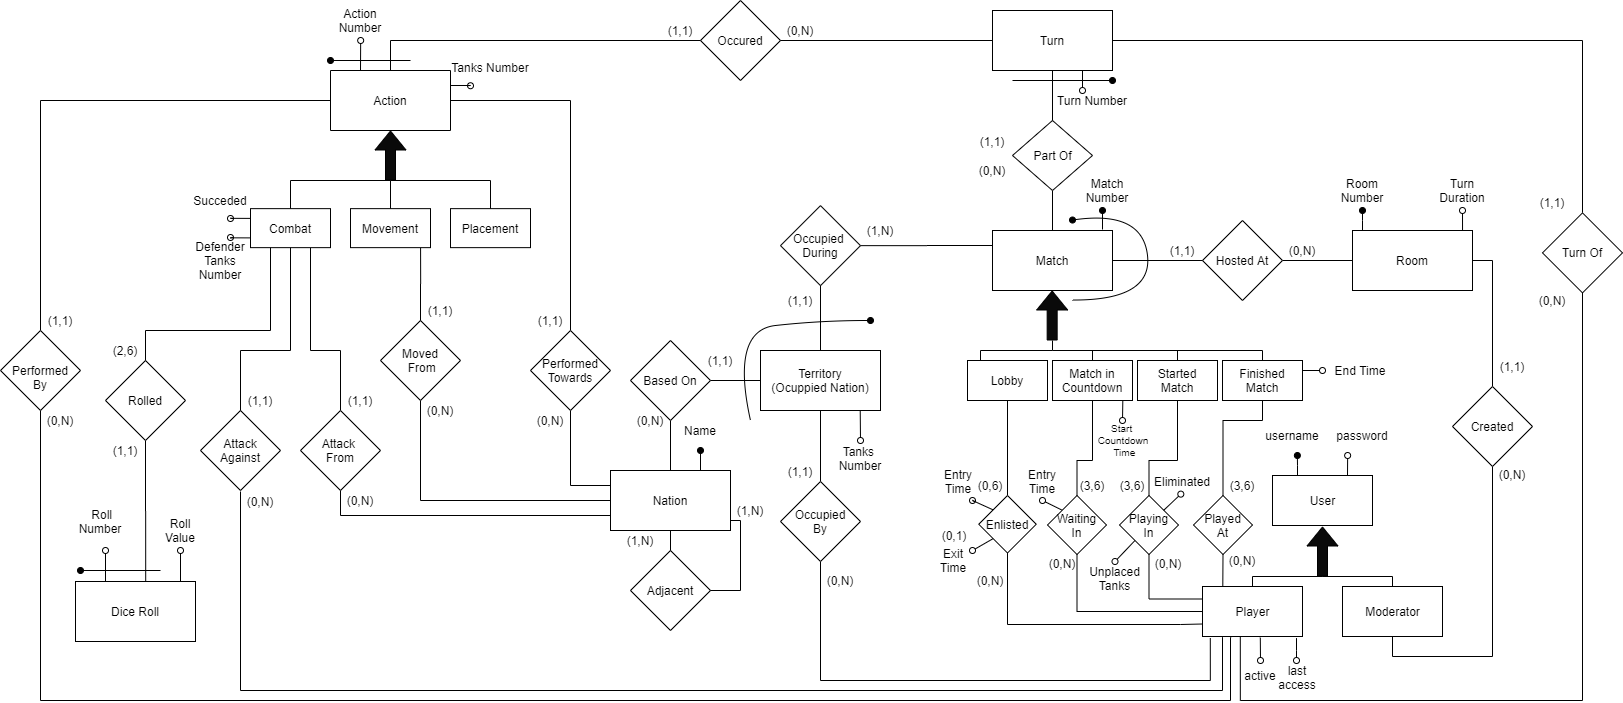 Action
Number
(1,1)
Occured
(0,N)
Turn
Tanks Number
Action
Turn Number
(1,1)
Part Of
(0,N)
Match
Number
Room
Number
Turn
Duration
(1,1)
Succeded
Combat
Movement
Placement
Defender
Tanks
Number
Occupied
During
(1,N)
Match
(1,1)
Hosted At
(0,N)
Room
Turn Of
(0,N)
(1,1)
(1,1)
(1,1)
(1,1)
(2,6)
Performed
By
Rolled
Moved
From
Performed
Towards
(1,1)
Based On
Territory
(Ocuppied Nation)
Lobby
Match in
Countdown
Started
Match
Finished
Match
End Time
(1,1)
(0,N)
(1,1)
(1,1)
(0,N)
(0,N)
(0,N)
Name
Tanks
Number
Start
Countdown
Time
username
password
Created
(1,1)
Attack
Against
Attack
From
(0,N)
(0,N)
(1,1)
Entry
Time
(0,6)
Entry
Time
(3,6)
(3,6)
Eliminated
(3,6)
(0,N)
User
Nation
(1,N)
Occupied
By
Enlisted
Waiting
In
Playing
In
Played
At
Roll
Number
Roll
Value
(1,N)
(0,1)
Exit
Time
(0,N)
(0,N)
(0,N)
(0,N)
(0,N)
Unplaced
Tanks
Adjacent
Dice Roll
Player
Moderator
active
last
access